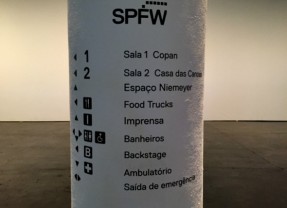 SPFW
1 Sala 1 Copan
2 Sala 2 Casa das Canoas
Espaço Niemeyer
Food Trucks
I Imprensa
Banheiros
B Backstage
Ambulatório
Saída de emergência